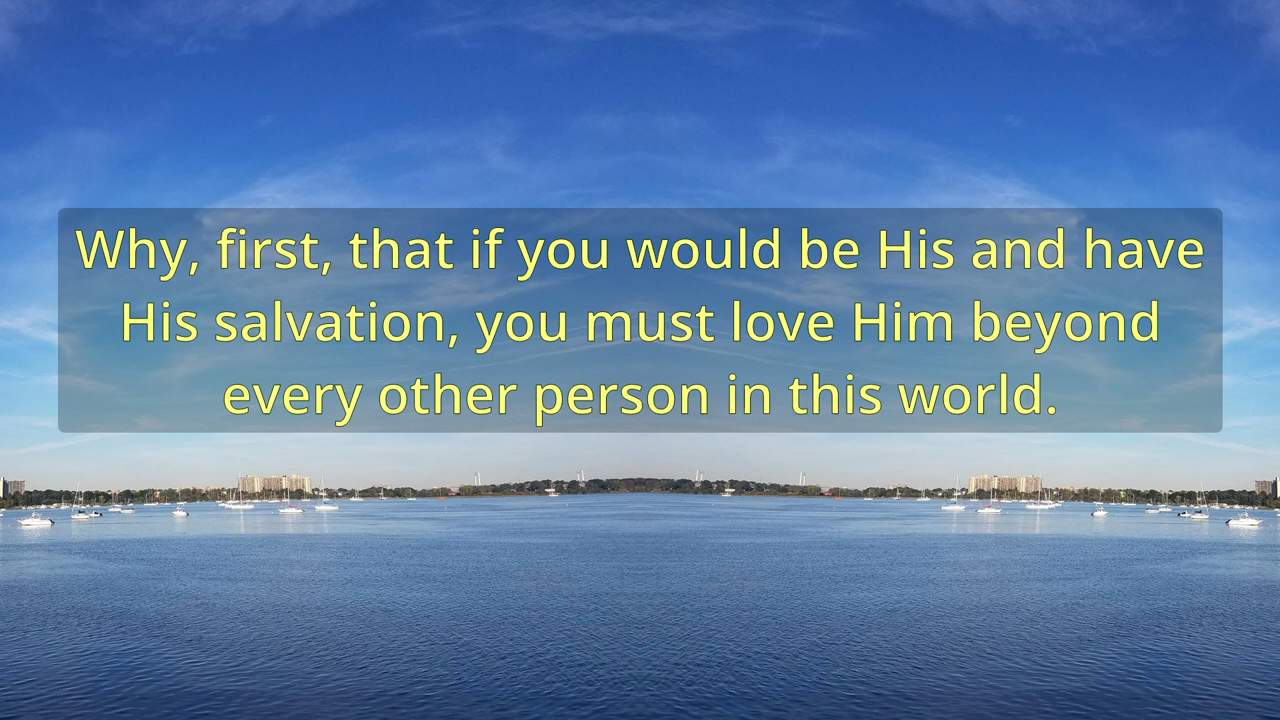 Why, first, that if you would be His and have
His salvation, you must love Him beyond
every other person in this world.